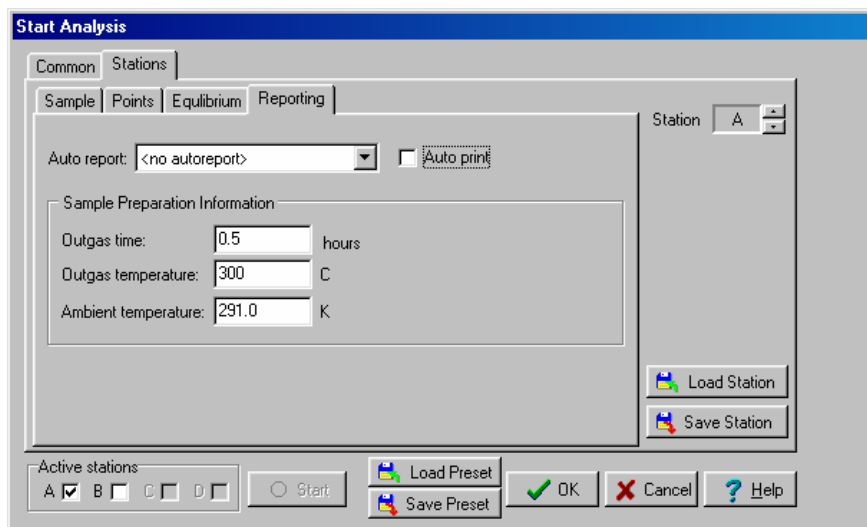 Start Analysis
Common Stations
Sample Points Equlibrium Reporting
Station A
Auto report: <no autoreport> Auto print
Sample Preparation Information
Outgas time: 0.5 hours
Outgas temperature: 300 C
Ambient temperature: 291.0 K
Load Station
Save Station
Active stations
A B C D
Start
Load Preset
Save Preset
OK
Cancel
Help